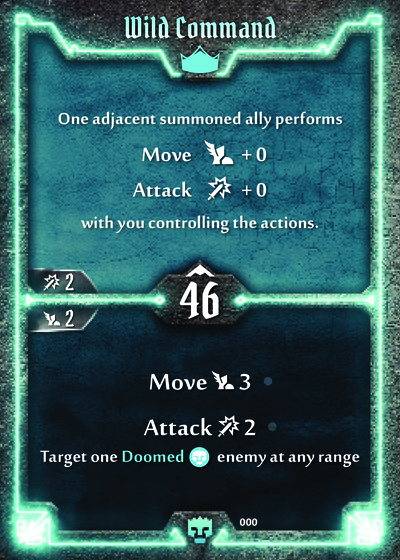 Wild Command
One adjacent summoned ally performs
Move + 0
Attack + 0
with you controlling the actions.
2
46
2
Move 3
Attack 2
Target one Doomed enemy at any range
000